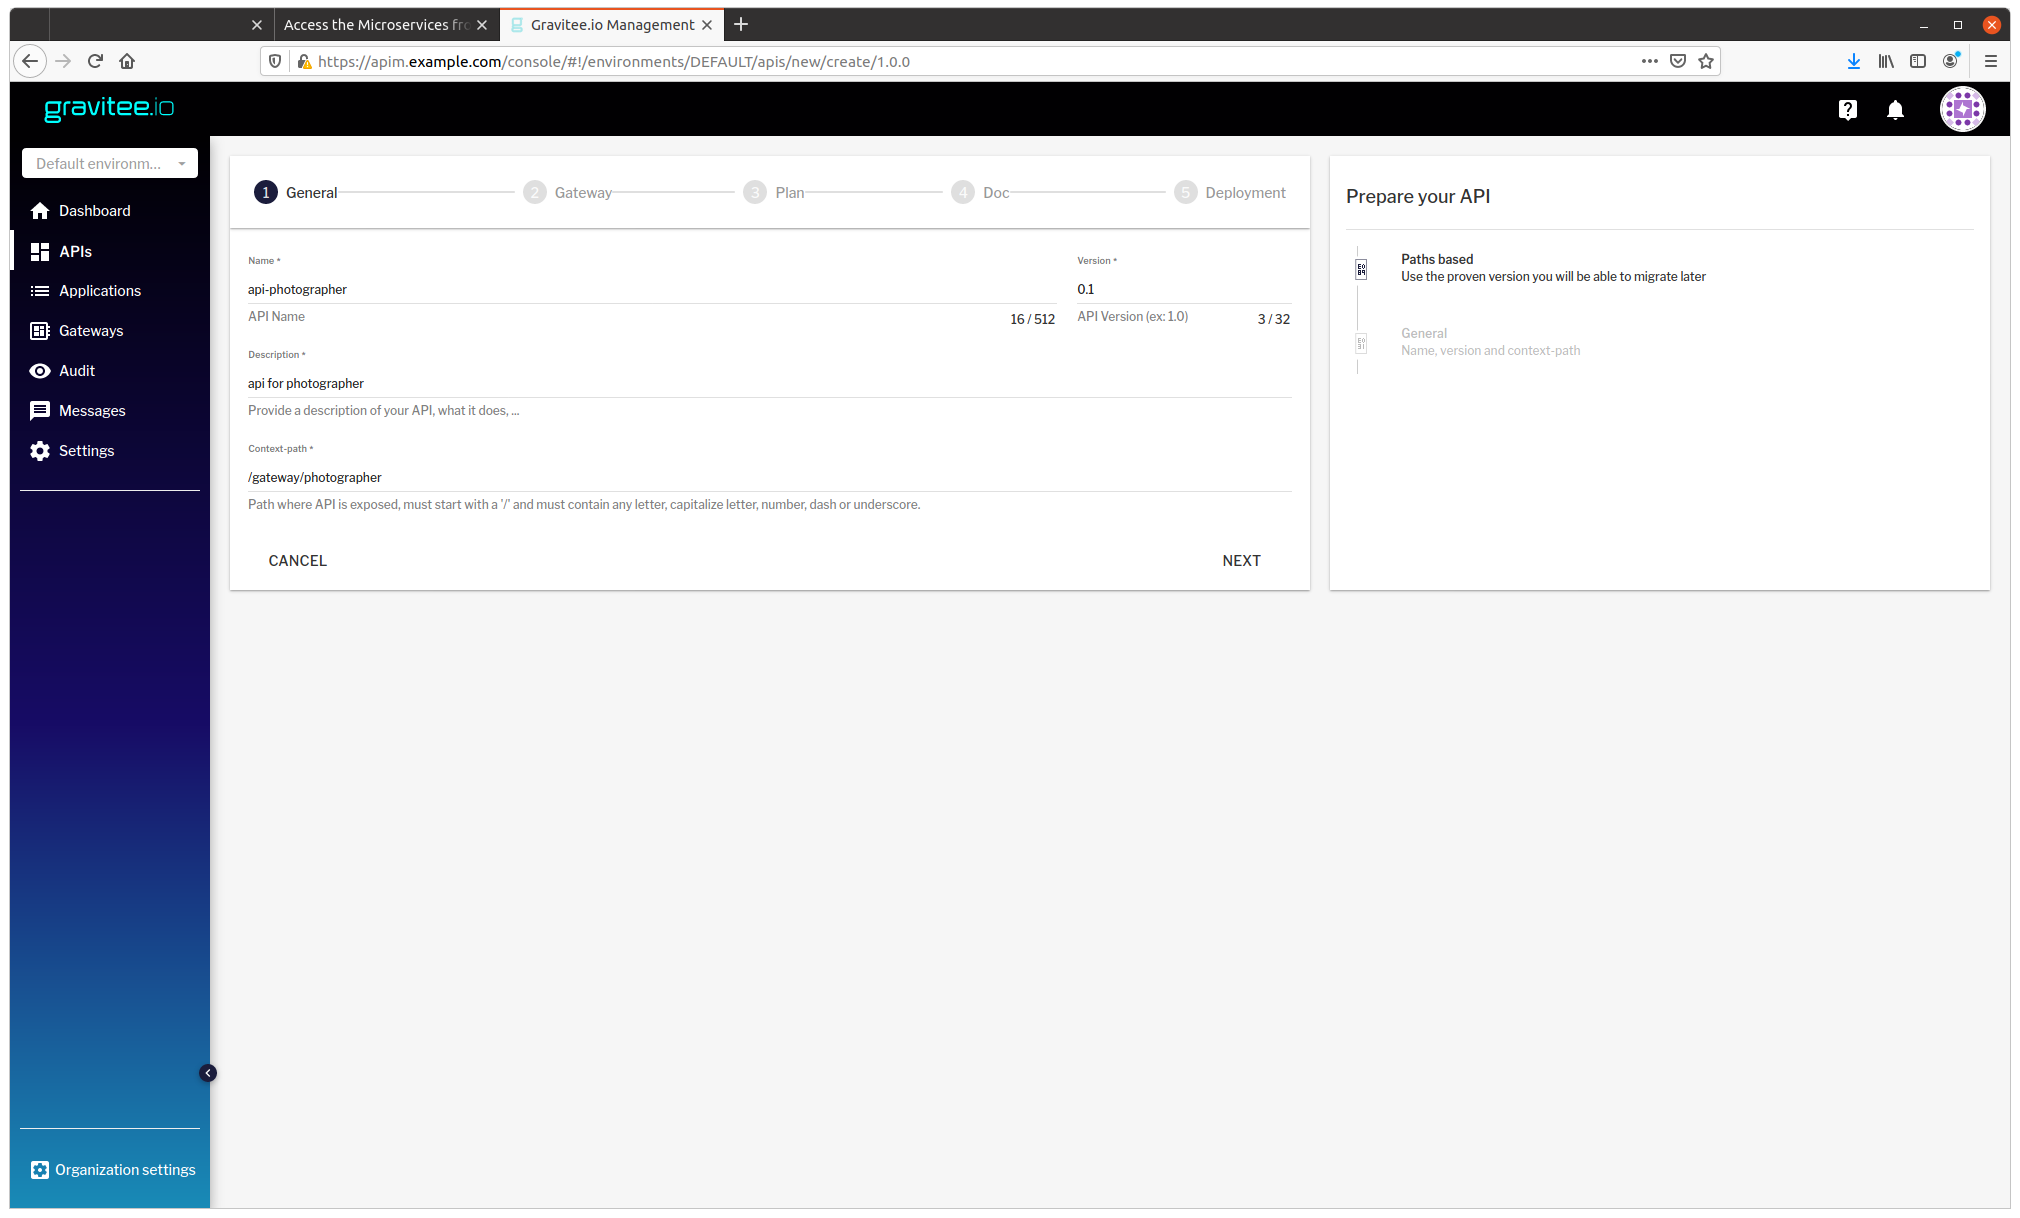 Access the Microservices fro
Gravitee.io Management
https://apim.example.com/console/#!/environments/DEFAULT/apis/new/create/1.0.0
gravitee.io
Default environm...
Dashboard
APIs
Applications
Gateways
Audit
Messages
Settings
Organization settings
1 General
2 Gateway
3 Plan
4 Doc
5 Deployment
Name *
api-photographer
API Name
16 / 512
Version *
0.1
API Version (ex: 1.0)
3 / 32
Description *
api for photographer
Provide a description of your API, what it does, ...
Context-path *
/gateway/photographer
Path where API is exposed, must start with a '/' and must contain any letter, capitalize letter, number, dash or underscore.
CANCEL
NEXT
Prepare your API
Paths based
Use the proven version you will be able to migrate later
General
Name, version and context-path